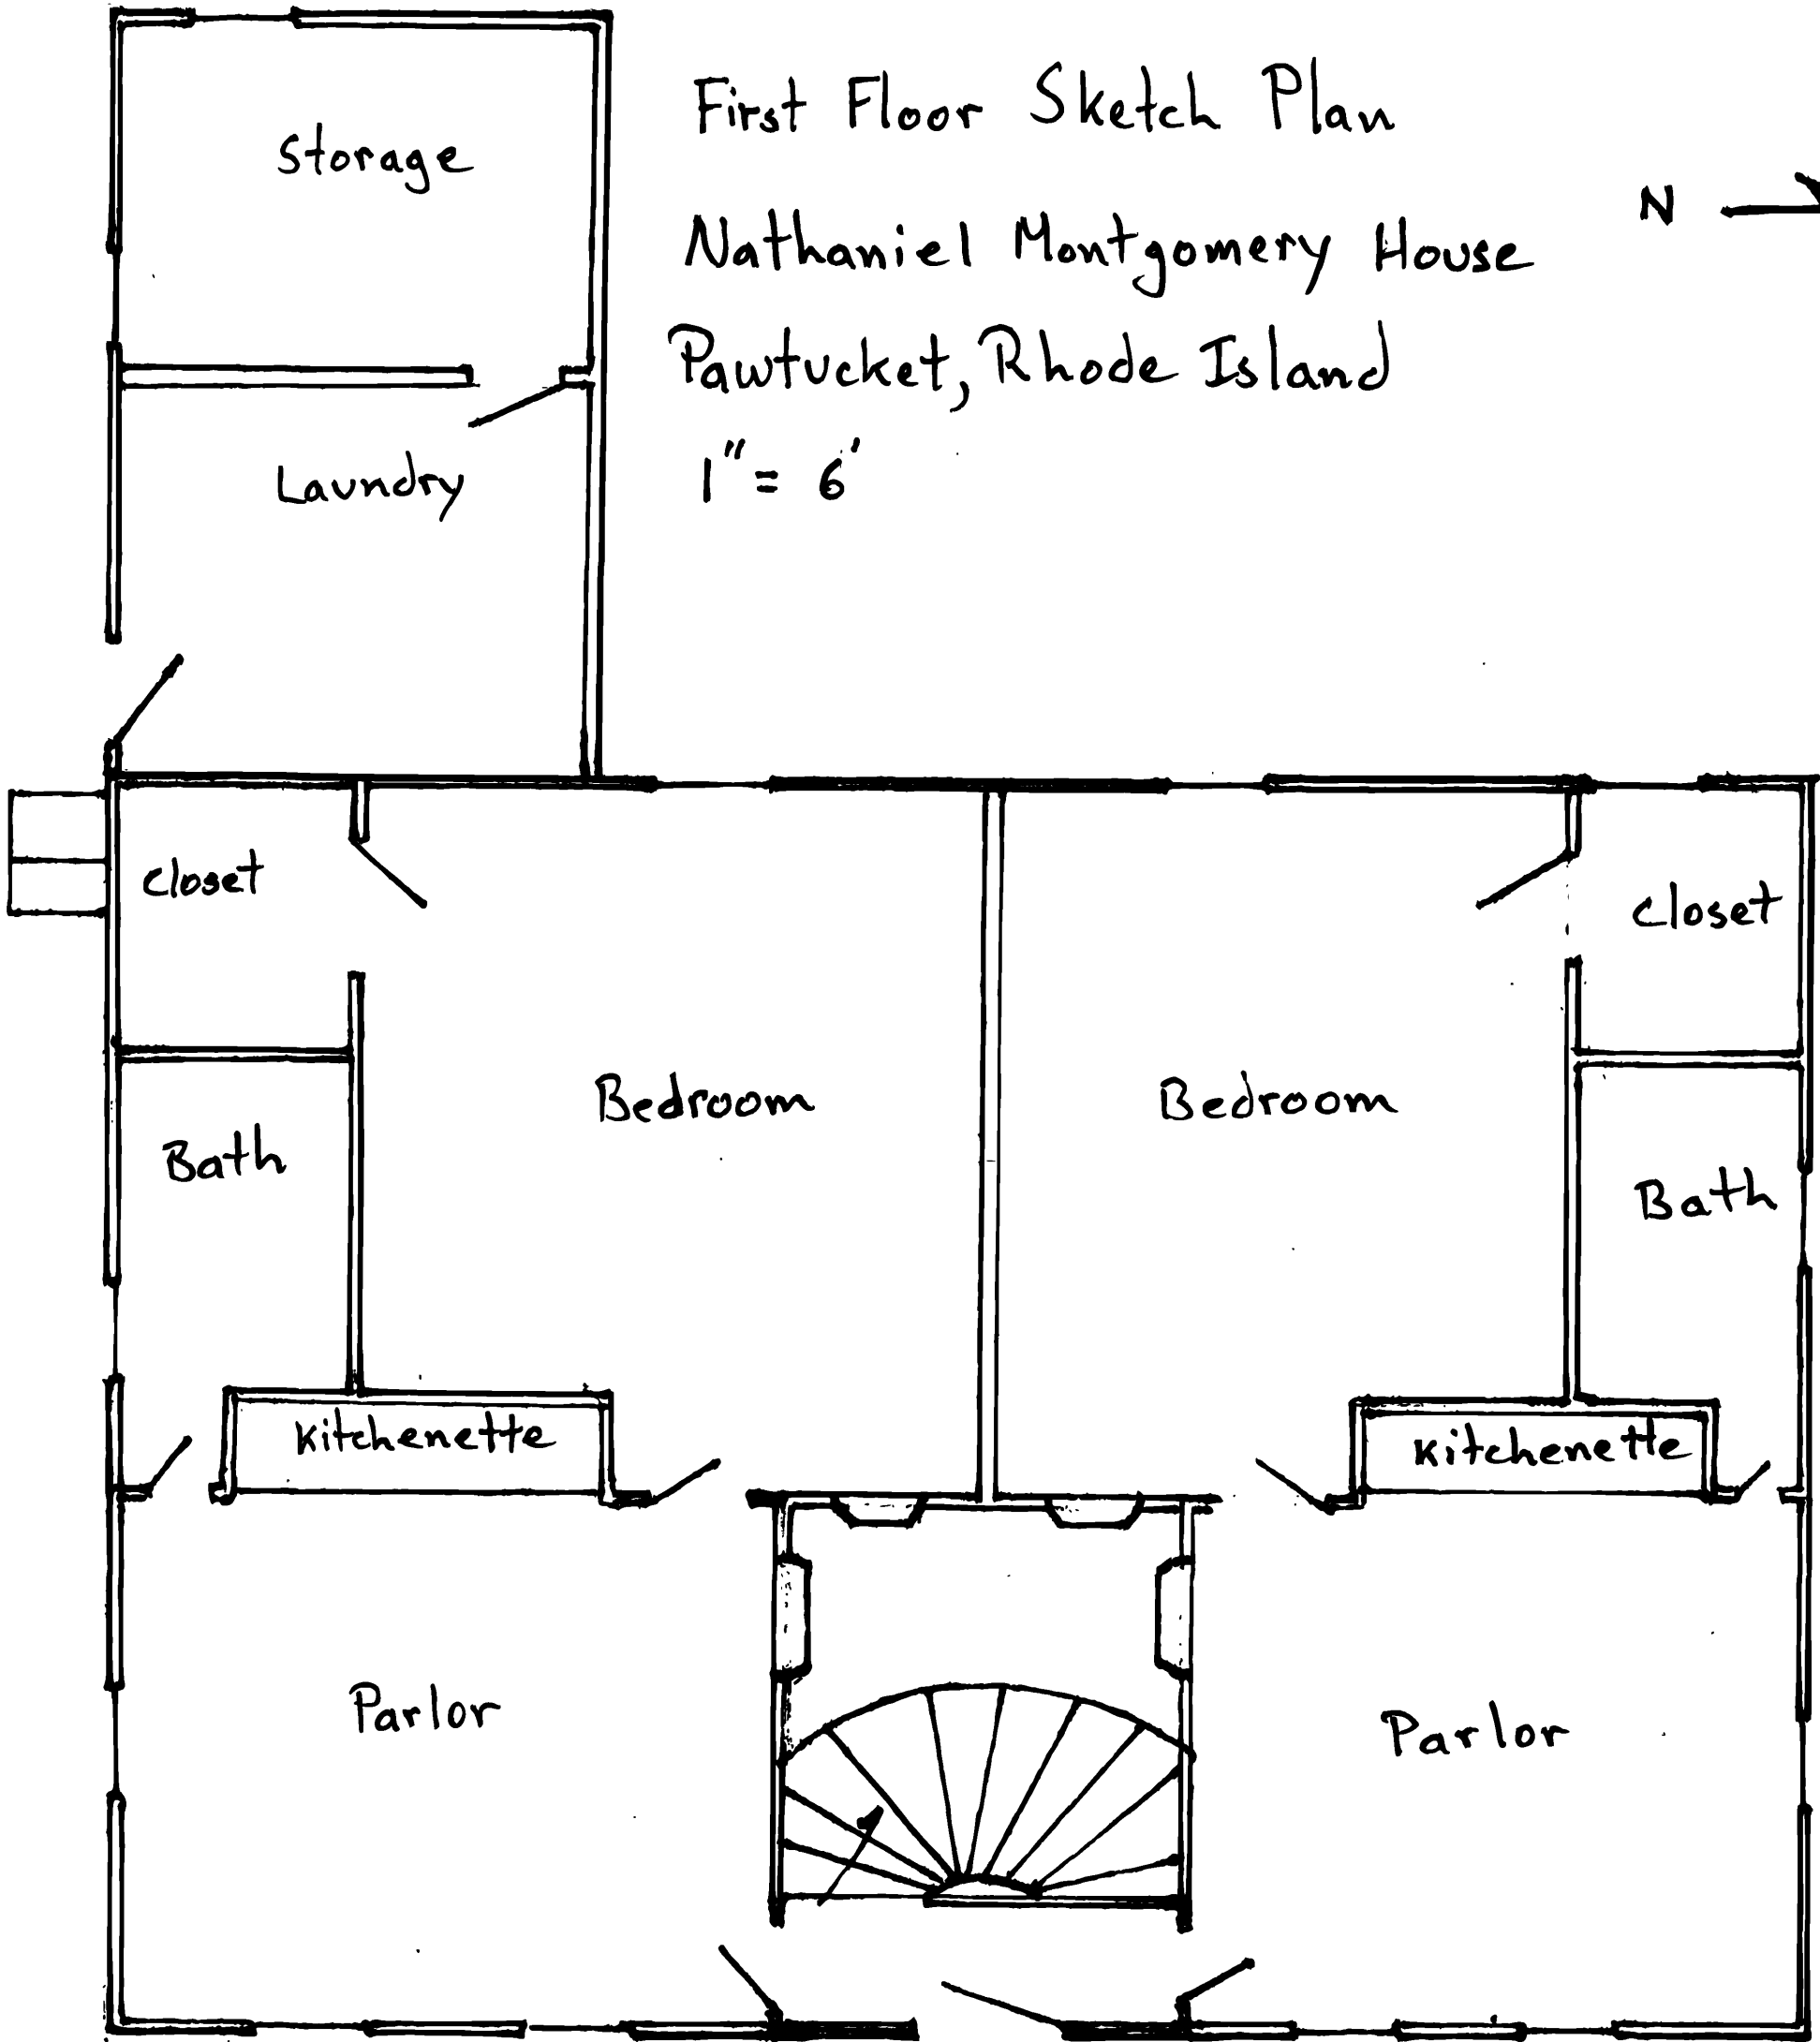 First Floor Sketch Plan
N
Nathaniel Montgomery House
Pawtucket, Rhode Island
1" = 6'
Storage
Laundry
Closet
Closet
Bedroom
Bedroom
Bath
Bath
Kitchenette
Kitchenette
Parlor
Parlor